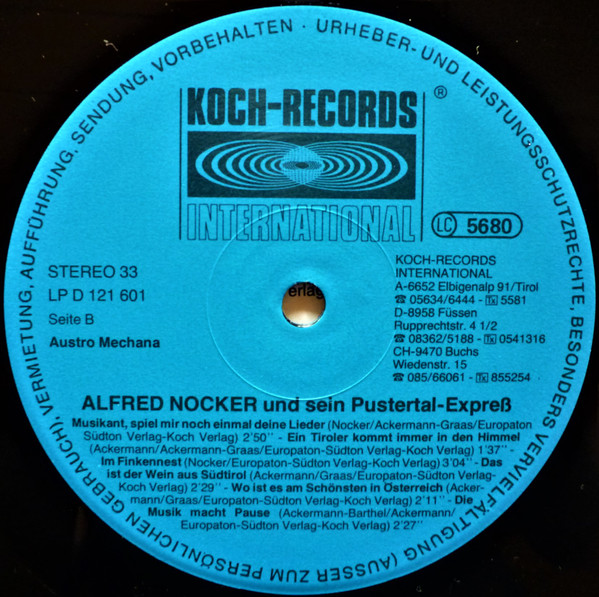 URHEBER- UND LEISTUNGSSCHUTZRECHTE, BESONDERS VERVIELFÄLTIGUNG (AUSSER ZUM PERSÖNLICHEN GEBRAUCH), VERMIETUNG, AUFFÜHRUNG, SENDUNG, VORBEHALTEN ·
KOCH-RECORDS
®
INTERNATIONAL
LC 5680
STEREO 33
LP D 121 601
Seite B
Austro Mechana
erlag
KOCH-RECORDS
INTERNATIONAL
A-6652 Elbigenalp 91/Tirol
☎ 05634/6444 - Tx 5581
D-8958 Füssen
Rupprechtstr. 4 1/2
☎ 08362/5188 - Tx 0541316
CH-9470 Buchs
Wiedenstr. 15
☎ 085/66061 - Tx 855254
ALFRED NOCKER und sein Pustertal-Expreß
Musikant, spiel mir noch einmal deine Lieder (Nocker/Ackermann-Graas/Europaton-
Südton Verlag-Koch Verlag) 2'50" - Ein Tiroler kommt immer in den Himmel
(Ackermann/Ackermann-Graas/Europaton-Südton Verlag-Koch Verlag) 1'37" -
Im Finkennest (Nocker/Europaton-Südton Verlag-Koch Verlag) 3'04" - Das
ist der Wein aus Südtirol (Ackermann/Graas/Europaton-Südton Verlag-
Koch Verlag) 2'29" - Wo ist es am Schönsten in Österreich (Acker-
mann/Graas/Europaton-Südton Verlag-Koch Verlag) 2'11" - Die
Musik macht Pause (Ackermann-Barthel/Ackermann/
Europaton-Südton Verlag-Koch Verlag) 2'27"